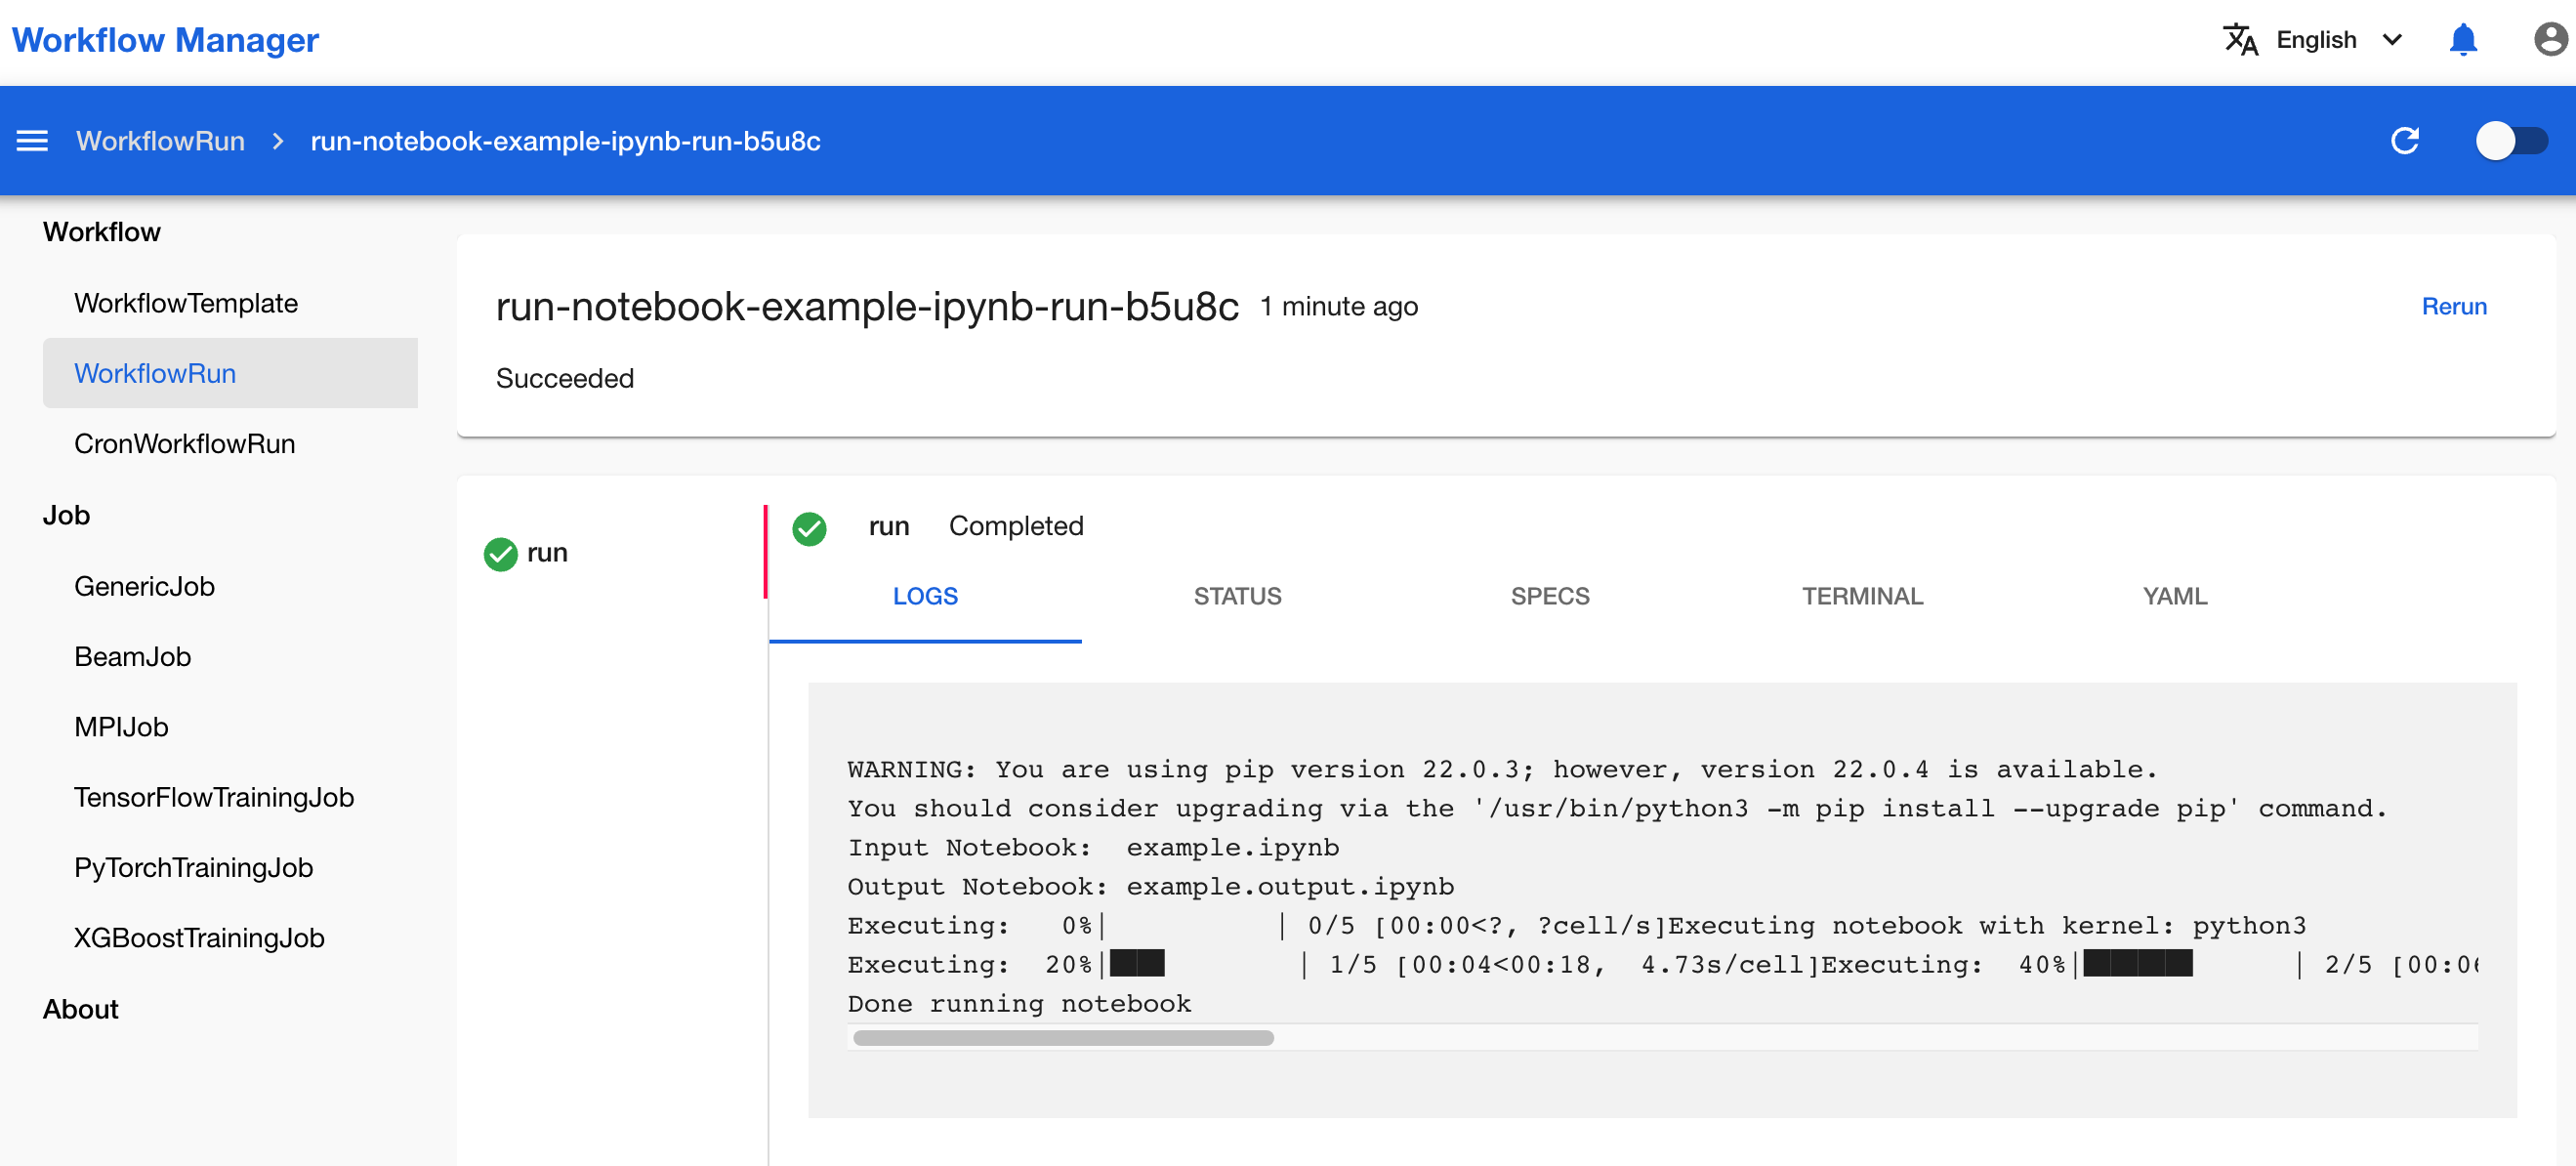 Workflow Manager
English
WorkflowRun > run-notebook-example-ipynb-run-b5u8c
Workflow
WorkflowTemplate
WorkflowRun
CronWorkflowRun
Job
GenericJob
BeamJob
MPIJob
TensorFlowTrainingJob
PyTorchTrainingJob
XGBoostTrainingJob
About
run-notebook-example-ipynb-run-b5u8c 1 minute ago
Rerun
Succeeded
run
run Completed
LOGS STATUS SPECS TERMINAL YAML
WARNING: You are using pip version 22.0.3; however, version 22.0.4 is available.
You should consider upgrading via the '/usr/bin/python3 -m pip install --upgrade pip' command.
Input Notebook:  example.ipynb
Output Notebook: example.output.ipynb
Executing:   0%|          | 0/5 [00:00<?, ?cell/s]Executing notebook with kernel: python3
Executing:  20%|██        | 1/5 [00:04<00:18,  4.73s/cell]Executing:  40%|████      | 2/5 [00:0
Done running notebook